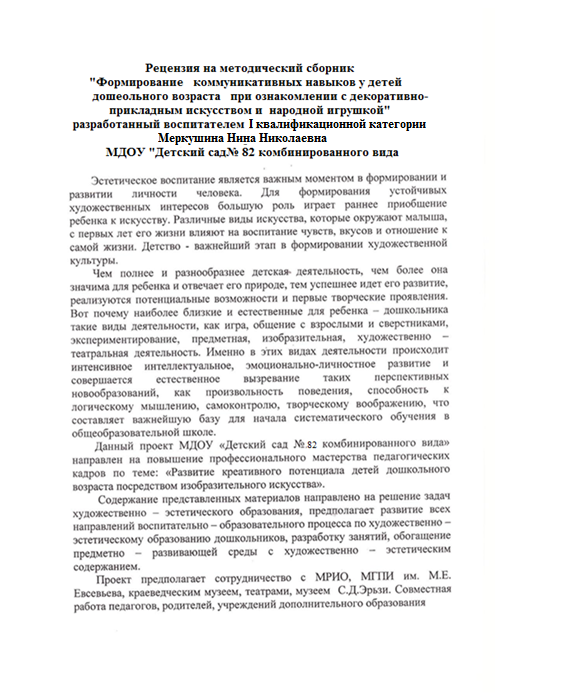 Рецензия на методический сборник
"Формирование коммуникативных навыков у детей
дошеольного возраста при ознакомлении с декоративно-
прикладным искусством и народной игрушкой"
разработанный воспитателем I квалификационной категории
Меркушина Нина Николаевна
МДОУ "Детский сад№ 82 комбинированного вида
Эстетическое воспитание является важным моментом в формировании и
развитии личности человека. Для формирования устойчивых
художественных интересов большую роль играет раннее приобщение
ребенка к искусству. Различные виды искусства, которые окружают малыша,
с первых лет его жизни влияют на воспитание чувств, вкусов и отношение к
самой жизни. Детство - важнейший этап в формировании художественной
культуры.
Чем полнее и разнообразнее детская деятельность, чем более она
значима для ребенка и отвечает его природе, тем успешнее идет его развитие,
реализуются потенциальные возможности и первые творческие проявления.
Вот почему наиболее близкие и естественные для ребенка – дошкольника
такие виды деятельности, как игра, общение с взрослыми и сверстниками,
экспериментирование, предметная, изобразительная, художественно –
театральная деятельность. Именно в этих видах деятельности происходит
интенсивное интеллектуальное, эмоционально-личностное развитие и
совершается естественное вызревание таких перспективных
новообразований, как произвольность поведения, способность к
логическому мышлению, самоконтролю, творческому воображению, что
составляет важнейшую базу для начала систематического обучения в
общеобразовательной школе.
Данный проект МДОУ «Детский сад №82 комбинированного вида»
направлен на повышение профессионального мастерства педагогических
кадров по теме: «Развитие креативного потенциала детей дошкольного
возраста посредством изобразительного искусства».
Содержание представленных материалов направлено на решение задач
художественно – эстетического образования, предполагает развитие всех
направлений воспитательно – образовательного процесса по художественно –
эстетическому образованию дошкольников, разработку занятий, обогащение
предметно – развивающей среды с художественно – эстетическим
содержанием.
Проект предполагает сотрудничество с МРИО, МГПИ им. М.Е.
Евсевьева, краеведческим музеем, театрами, музеем С.Д.Эрьзи. Совместная
работа педагогов, родителей, учреждений дополнительного образования